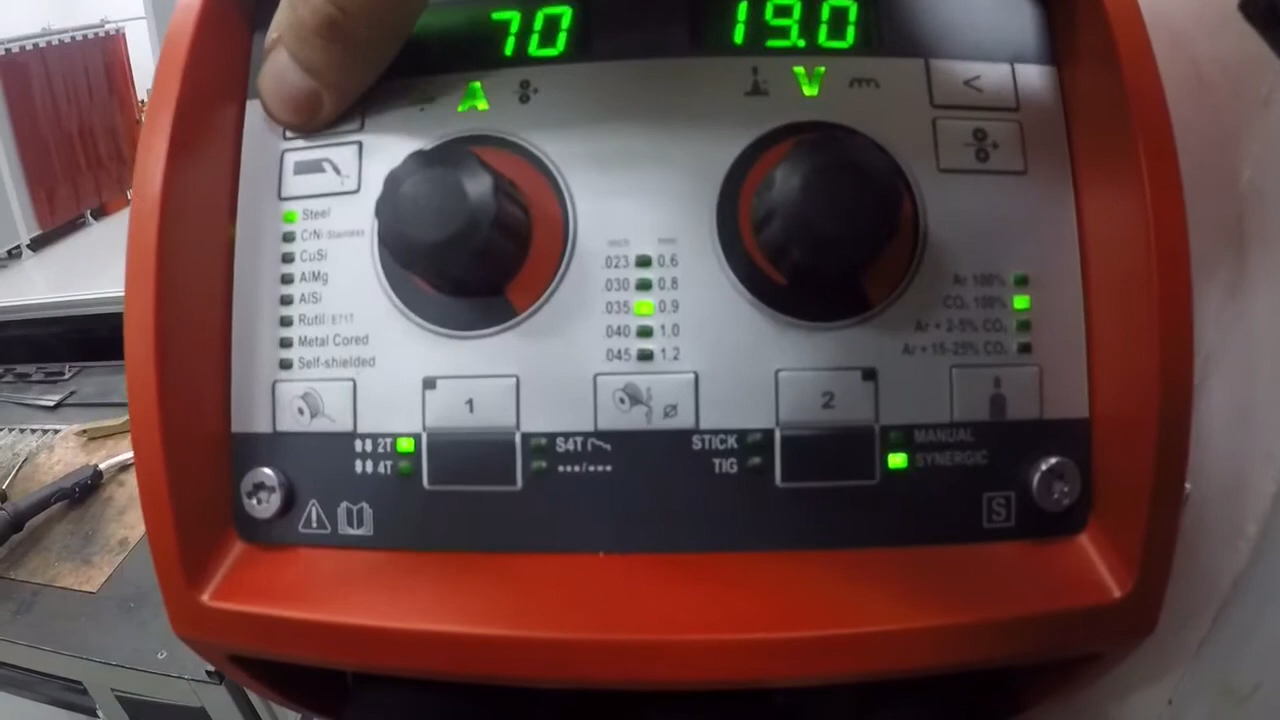 70 19.0
A V <
Steel
CrNi Stainless
CuSi
AlMg
AlSi
Rutil/E71T
Metal Cored
Self-shielded
inch mm
.023 0.6
.030 0.8
.035 0.9
.040 1.0
.045 1.2
Ar 100%
CO₂ 100%
Ar + 2-5% CO₂
Ar + 15-25% CO₂
1
2
2T
4T
S4T
STICK
TIG
MANUAL
SYNERGIC
S